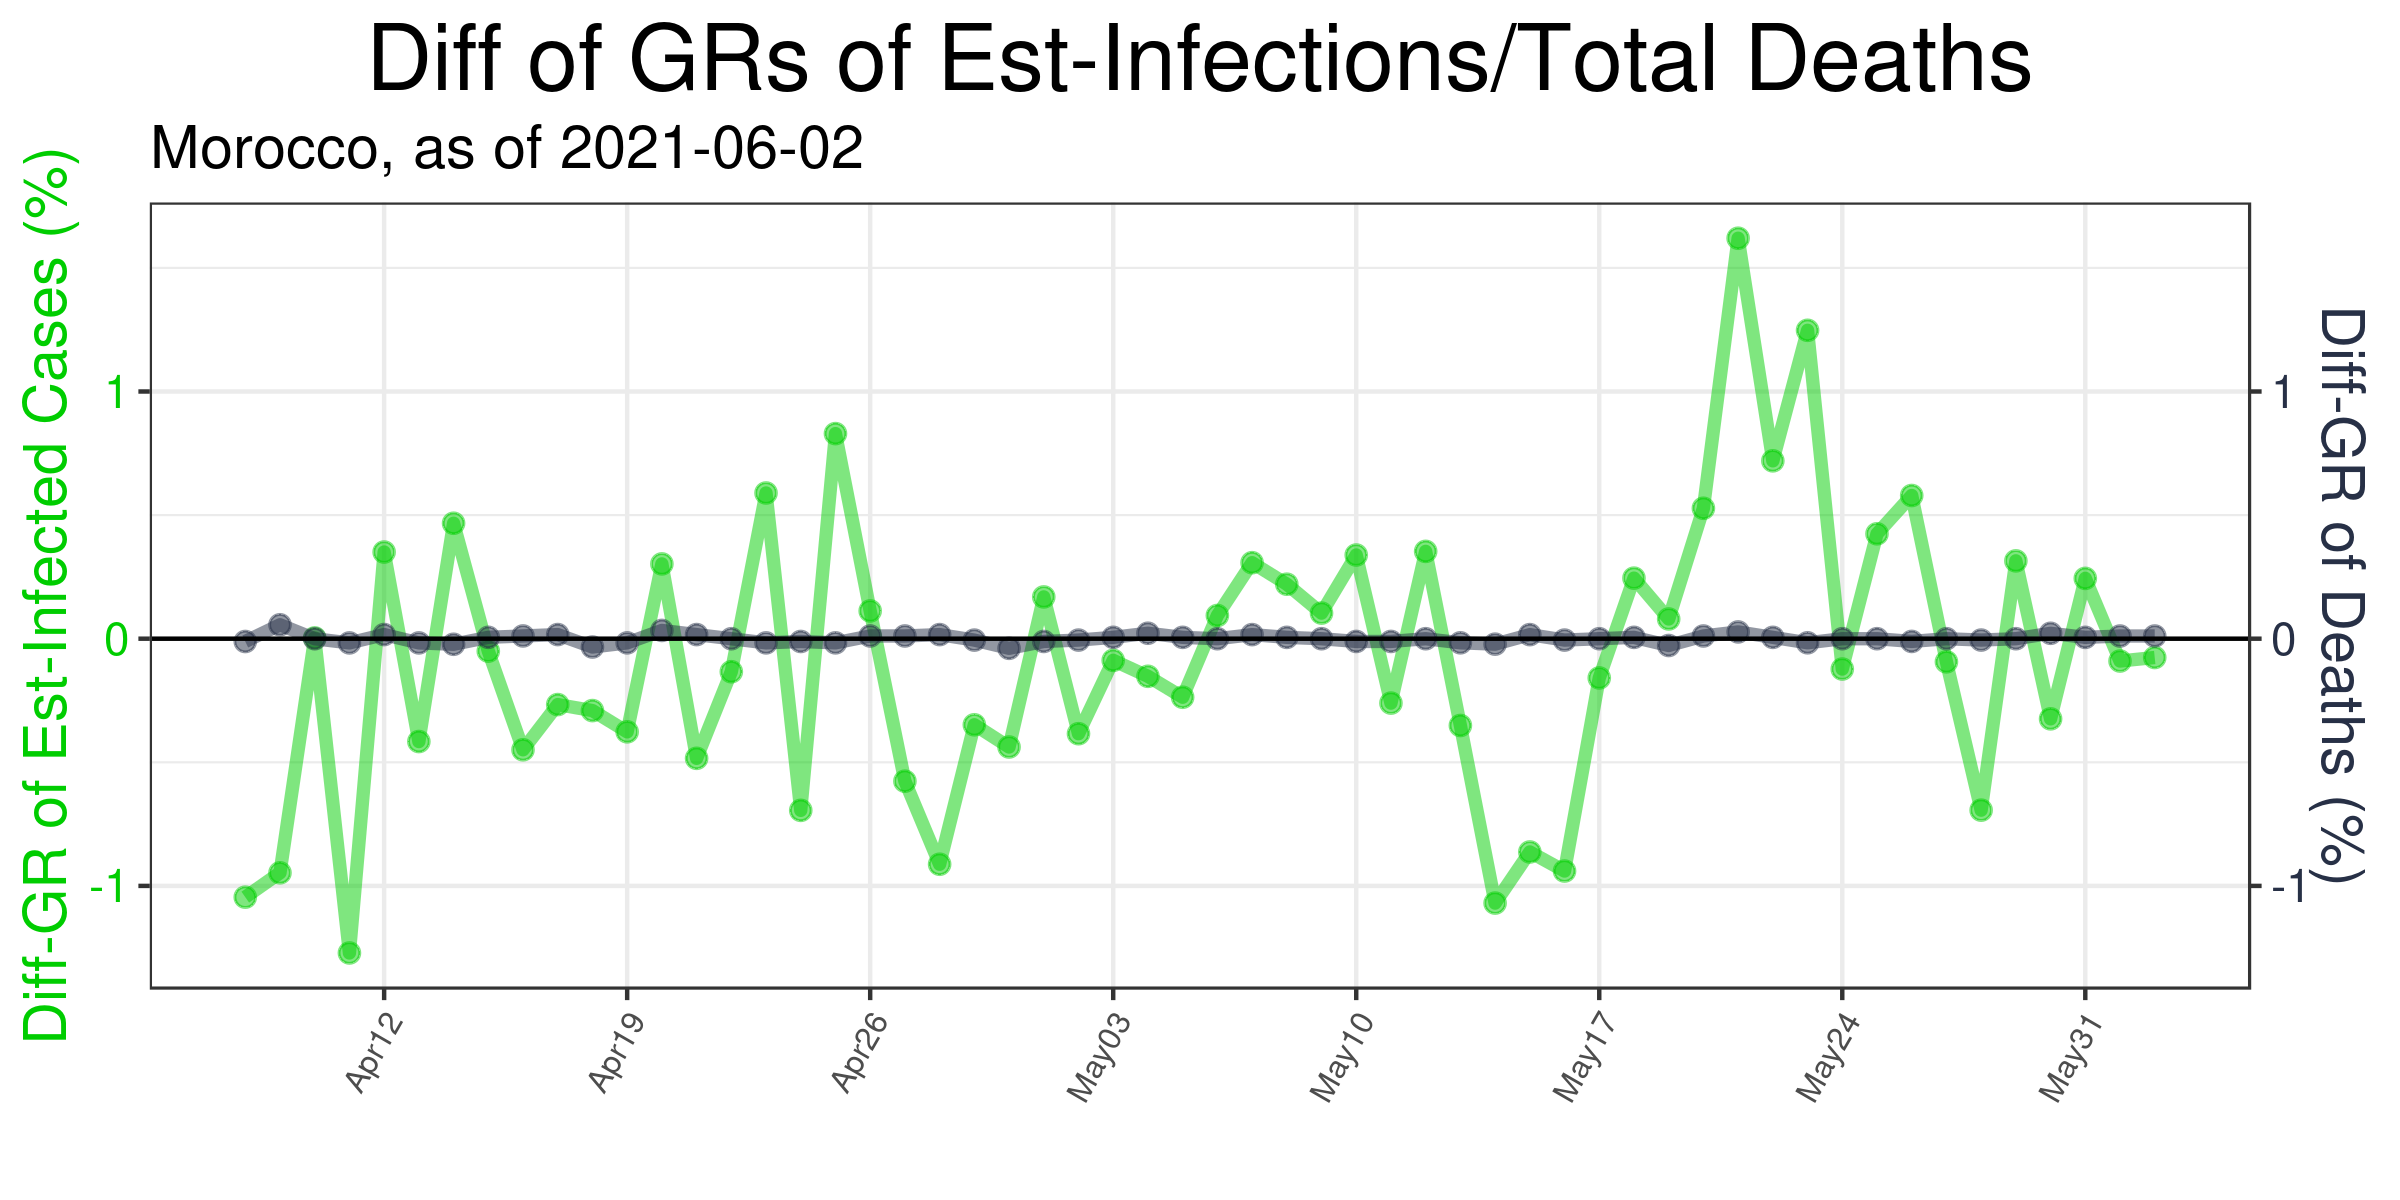 Diff of GRs of Est-Infections/Total Deaths
Morocco, as of 2021-06-02
Diff-GR of Est-Infected Cases (%)
1
0
-1
1
0
-1
Diff-GR of Deaths (%)
Apr12
Apr19
Apr26
May03
May10
May17
May24
May31